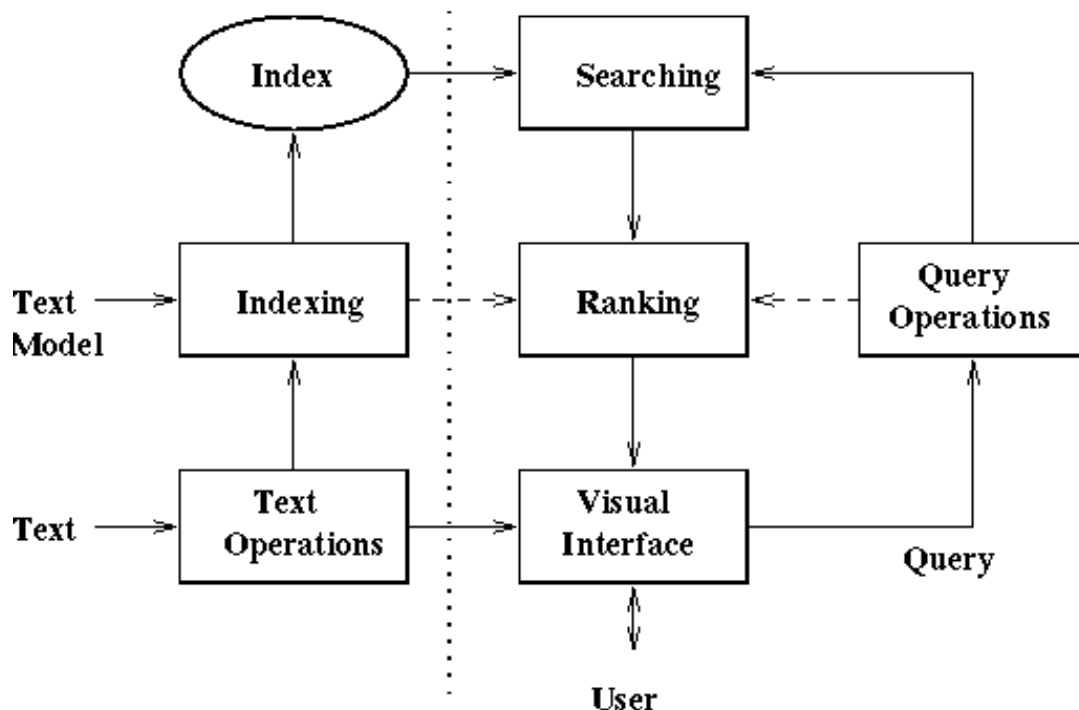 Index
Searching
Text
Model
Indexing
Ranking
Query
Operations
Text
Text
Operations
Visual
Interface
Query
User